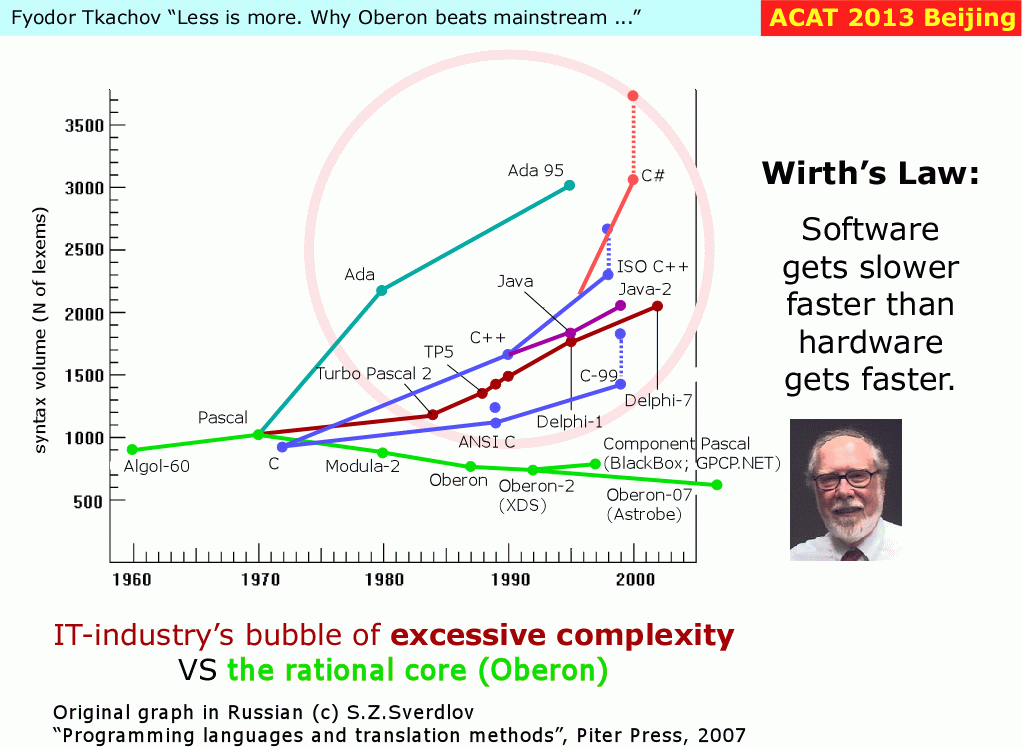 Fyodor Tkachov “Less is more. Why Oberon beats mainstream ...”
ACAT 2013 Beijing
syntax volume (N of lexems)
3500
3000
2500
2000
1500
1000
500
1960
1970
1980
1990
2000
Ada 95
C#
Ada
ISO C++
Java
Java-2
C++
TP5
Turbo Pascal 2
C-99
Delphi-7
Pascal
Delphi-1
ANSI C
Algol-60
C
Modula-2
Oberon
Oberon-2
(XDS)
Component Pascal
(BlackBox; GPCP.NET)
Oberon-07
(Astrobe)
Wirth’s Law:
Software
gets slower
faster than
hardware
gets faster.
IT-industry’s bubble of excessive complexity
VS the rational core (Oberon)
Original graph in Russian (c) S.Z.Sverdlov
“Programming languages and translation methods”, Piter Press, 2007